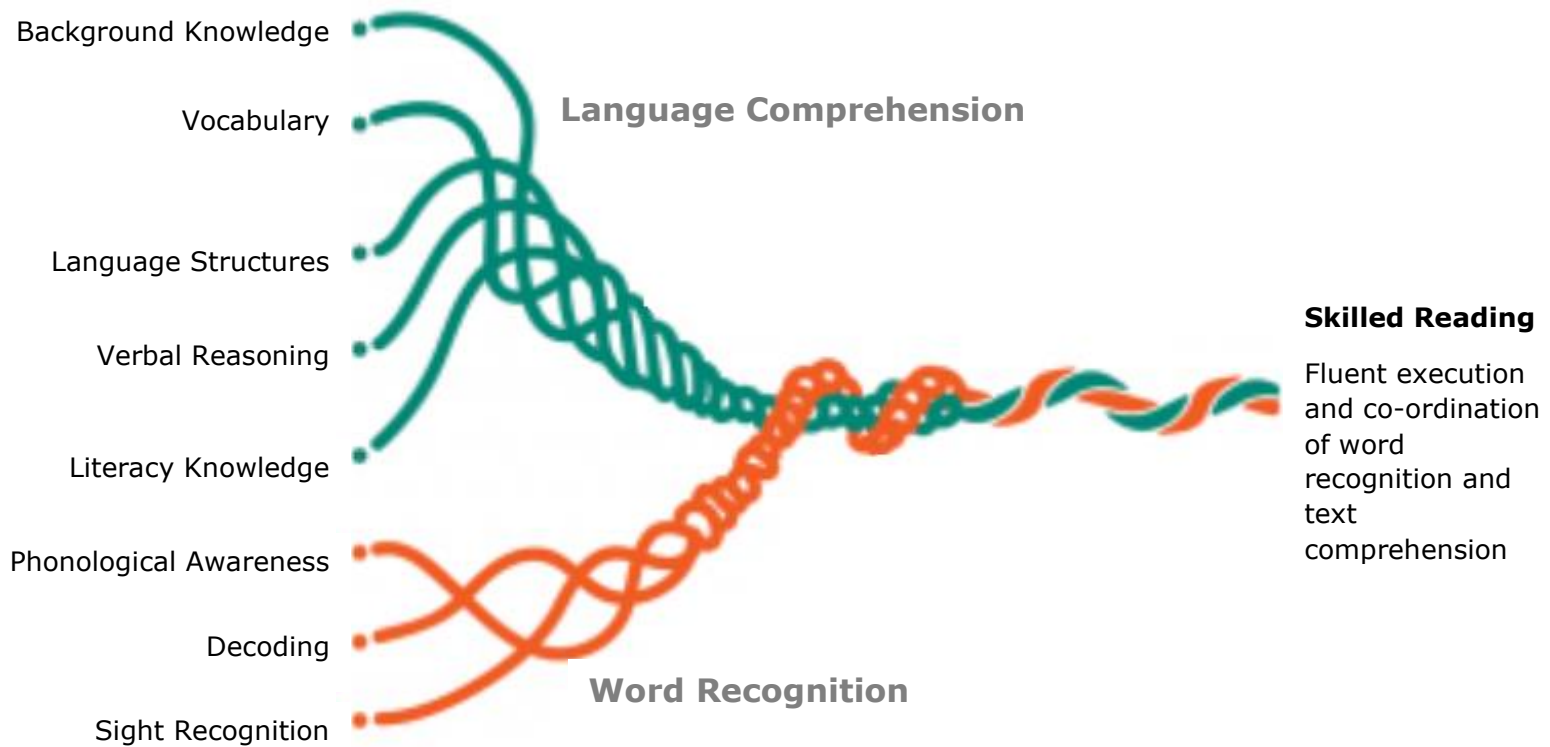 Background Knowledge
Vocabulary
Language Comprehension
Language Structures
Verbal Reasoning
Literacy Knowledge
Phonological Awareness
Decoding
Sight Recognition
Word Recognition
Skilled Reading
Fluent execution
and co-ordination
of word
recognition and
text
comprehension